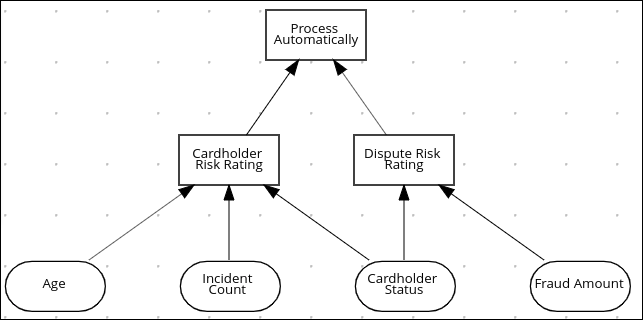 Process
Automatically
Cardholder
Risk Rating
Dispute Risk
Rating
Age
Incident
Count
Cardholder
Status
Fraud Amount